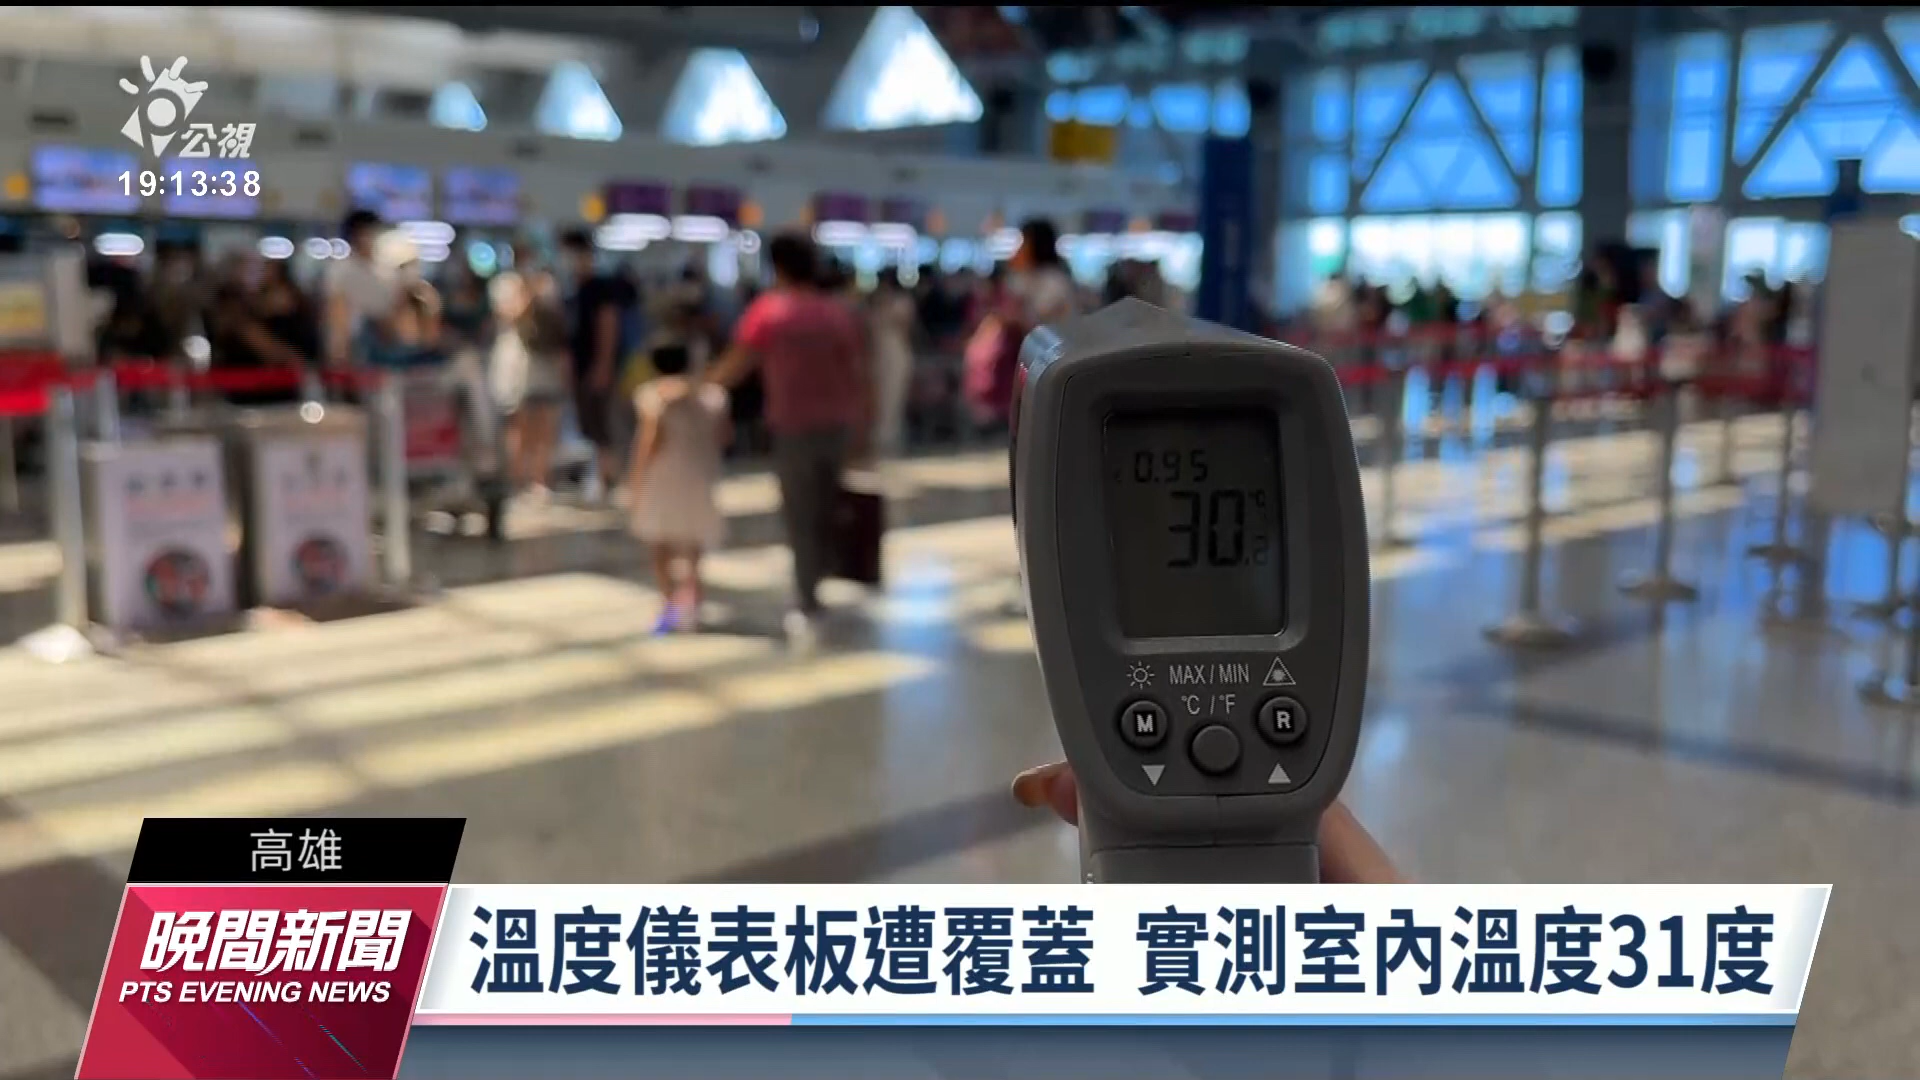 公視
19:13:38
0.95
30.2
°C
MAX / MIN
°C / °F
M
R
高雄
晚間新聞
PTS EVENING NEWS
溫度儀表板遭覆蓋 實測室內溫度31度